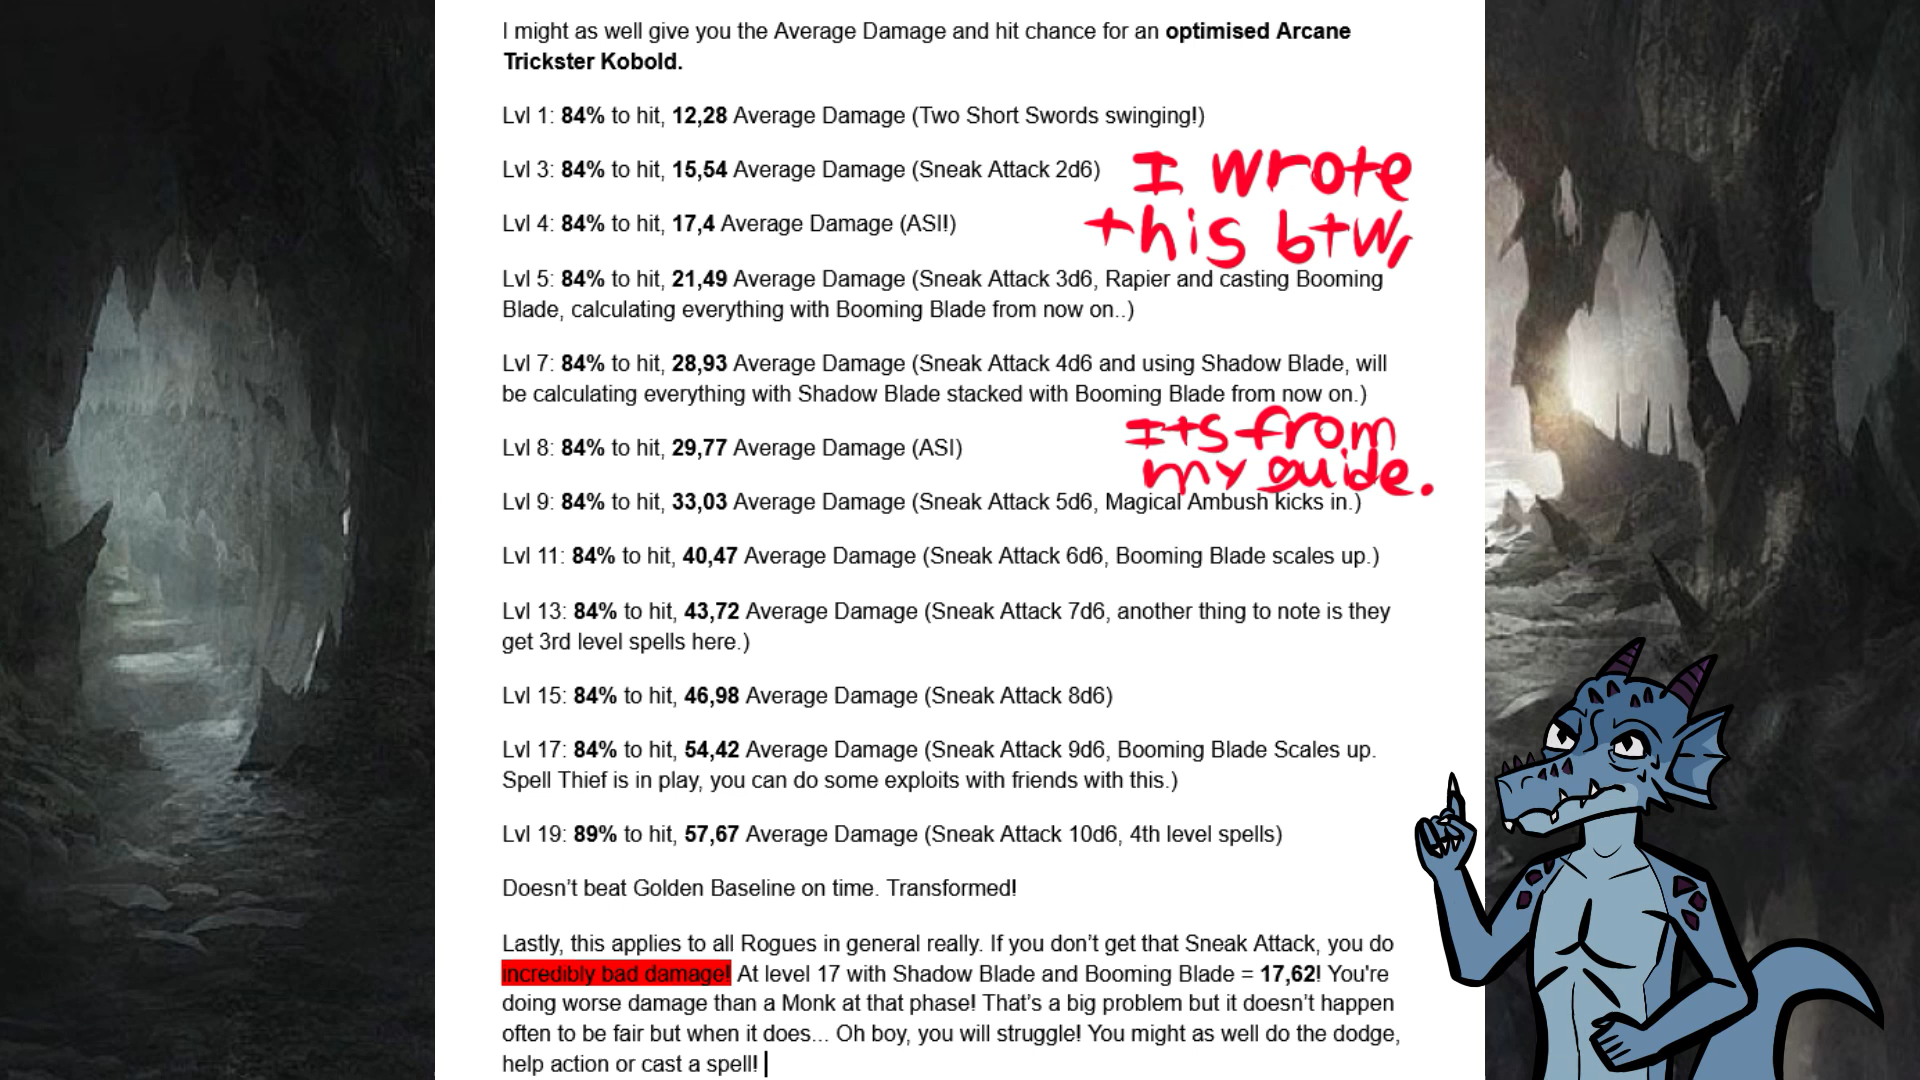 I might as well give you the Average Damage and hit chance for an optimised Arcane
Trickster Kobold.
Lvl 1: 84% to hit, 12,28 Average Damage (Two Short Swords swinging!)
Lvl 3: 84% to hit, 15,54 Average Damage (Sneak Attack 2d6)
I wrote
this btw,
Lvl 4: 84% to hit, 17,4 Average Damage (ASI!)
Lvl 5: 84% to hit, 21,49 Average Damage (Sneak Attack 3d6, Rapier and casting Booming
Blade, calculating everything with Booming Blade from now on..)
Lvl 7: 84% to hit, 28,93 Average Damage (Sneak Attack 4d6 and using Shadow Blade, will
be calculating everything with Shadow Blade stacked with Booming Blade from now on.)
Its from
my guide.
Lvl 8: 84% to hit, 29,77 Average Damage (ASI)
Lvl 9: 84% to hit, 33,03 Average Damage (Sneak Attack 5d6, Magical Ambush kicks in.)
Lvl 11: 84% to hit, 40,47 Average Damage (Sneak Attack 6d6, Booming Blade scales up.)
Lvl 13: 84% to hit, 43,72 Average Damage (Sneak Attack 7d6, another thing to note is they
get 3rd level spells here.)
Lvl 15: 84% to hit, 46,98 Average Damage (Sneak Attack 8d6)
Lvl 17: 84% to hit, 54,42 Average Damage (Sneak Attack 9d6, Booming Blade Scales up.
Spell Thief is in play, you can do some exploits with friends with this.)
Lvl 19: 89% to hit, 57,67 Average Damage (Sneak Attack 10d6, 4th level spells)
Doesn't beat Golden Baseline on time. Transformed!
Lastly, this applies to all Rogues in general really. If you don't get that Sneak Attack, you do
incredibly bad damage! At level 17 with Shadow Blade and Booming Blade = 17,62! You're
doing worse damage than a Monk at that phase! That's a big problem but it doesn't happen
often to be fair but when it does... Oh boy, you will struggle! You might as well do the dodge,
help action or cast a spell!